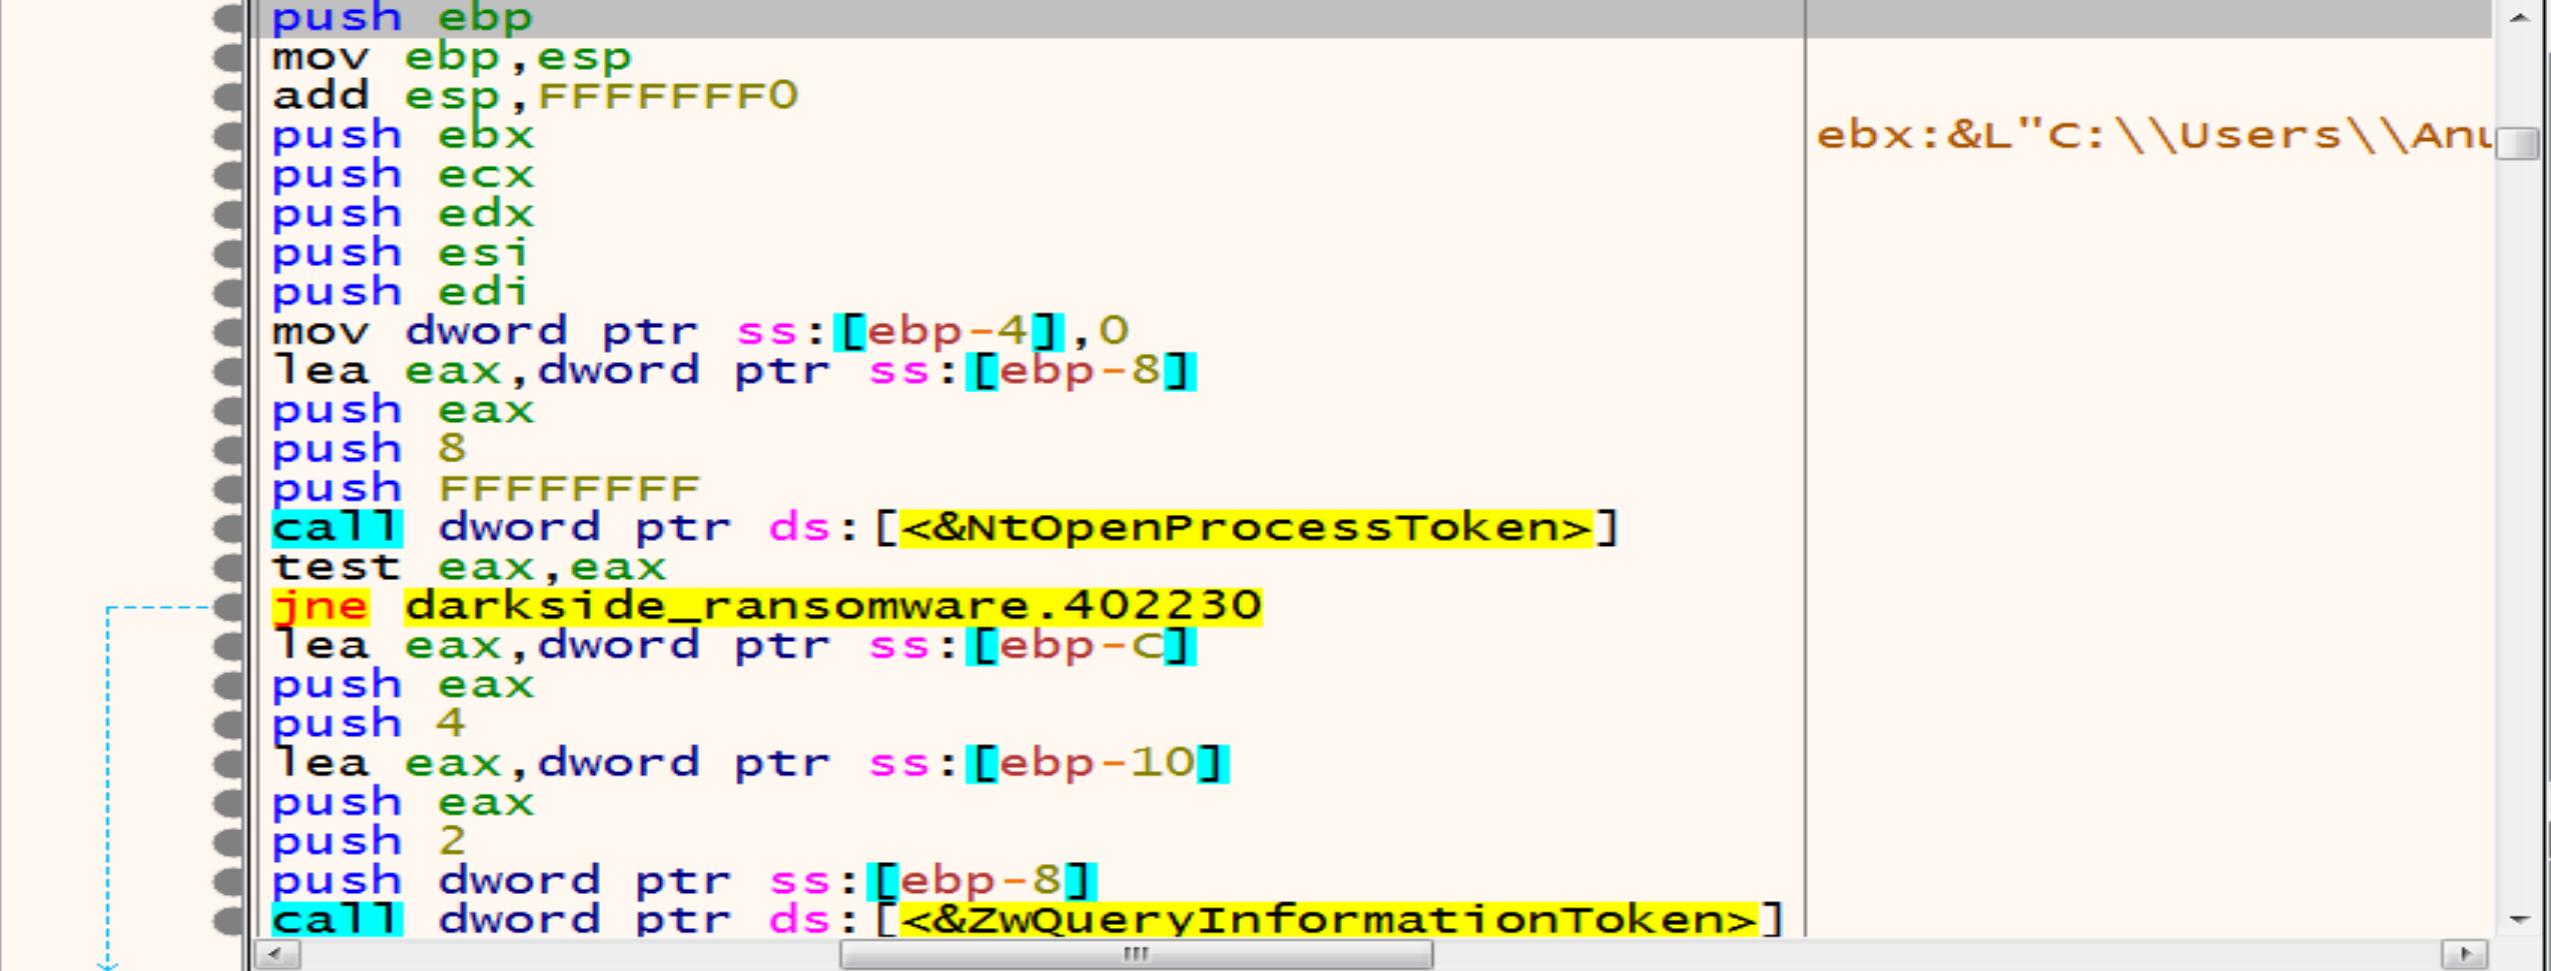 push ebp
mov ebp,esp
add esp,FFFFFFF0
push ebx ebx:&L"C:\\Users\\Anu
push ecx
push edx
push esi
push edi
mov dword ptr ss:[ebp-4],0
lea eax,dword ptr ss:[ebp-8]
push eax
push 8
push FFFFFFFF
call dword ptr ds:[<&NtOpenProcessToken>]
test eax,eax
jne darkside_ransomware.402230
lea eax,dword ptr ss:[ebp-C]
push eax
push 4
lea eax,dword ptr ss:[ebp-10]
push eax
push 2
push dword ptr ss:[ebp-8]
call dword ptr ds:[<&ZwQueryInformationToken>]